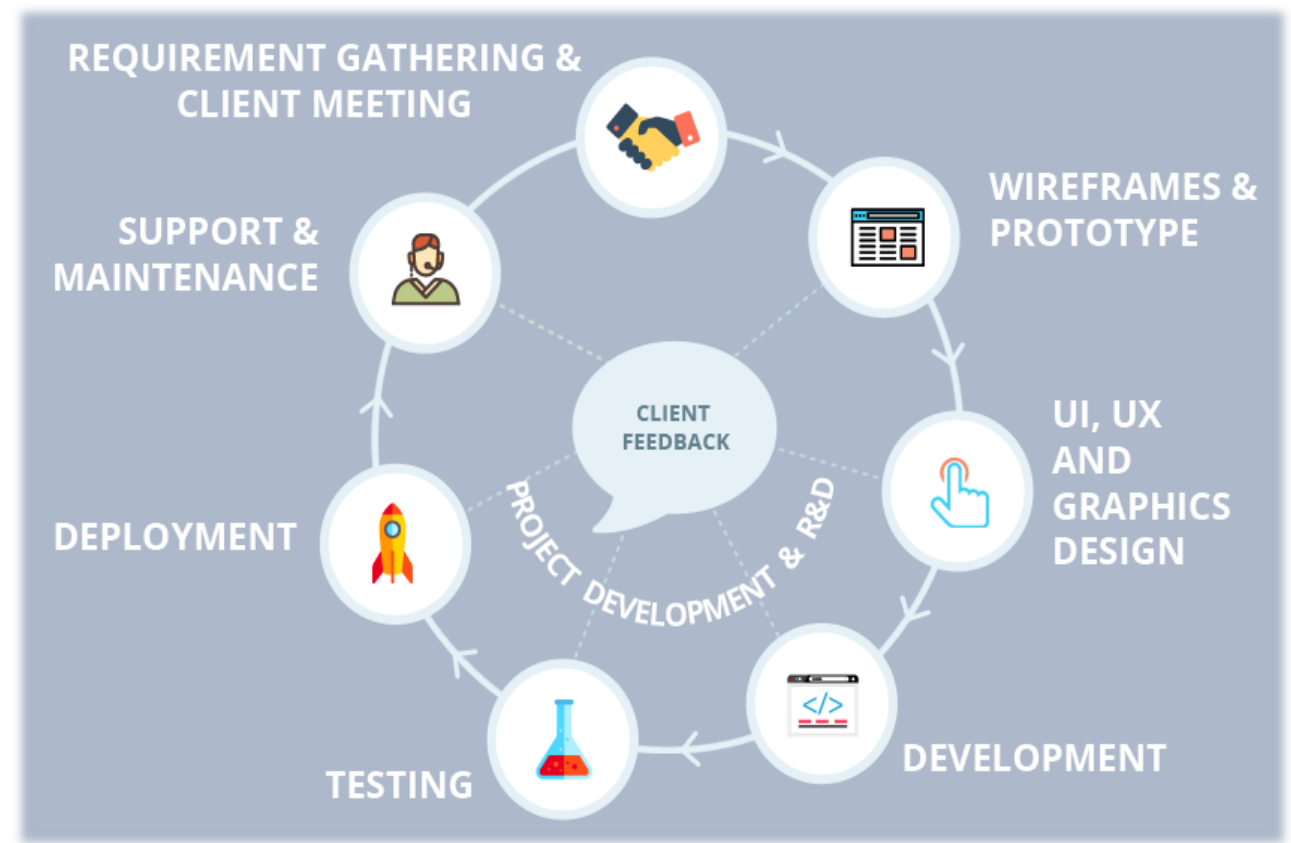 REQUIREMENT GATHERING &
CLIENT MEETING
WIREFRAMES &
PROTOTYPE
SUPPORT &
MAINTENANCE
CLIENT
FEEDBACK
UI, UX
AND
GRAPHICS
DESIGN
PROJECT DEVELOPMENT & R&D
DEPLOYMENT
</>
DEVELOPMENT
TESTING